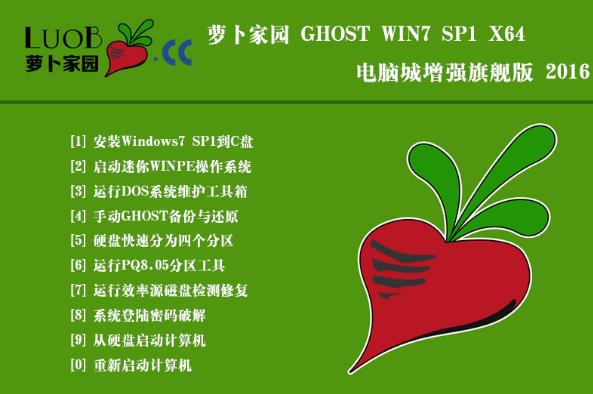 LUOB
萝卜家园
.CC
萝卜家园 GHOST WIN7 SP1 X64
电脑城增强旗舰版 2016
[1] 安装Windows7 SP1到C盘
[2] 启动迷你WINPE操作系统
[3] 运行DOS系统维护工具箱
[4] 手动GHOST备份与还原
[5] 硬盘快速分为四个分区
[6] 运行PQ8.05分区工具
[7] 运行效率源磁盘检测修复
[8] 系统登陆密码破解
[9] 从硬盘启动计算机
[0] 重新启动计算机